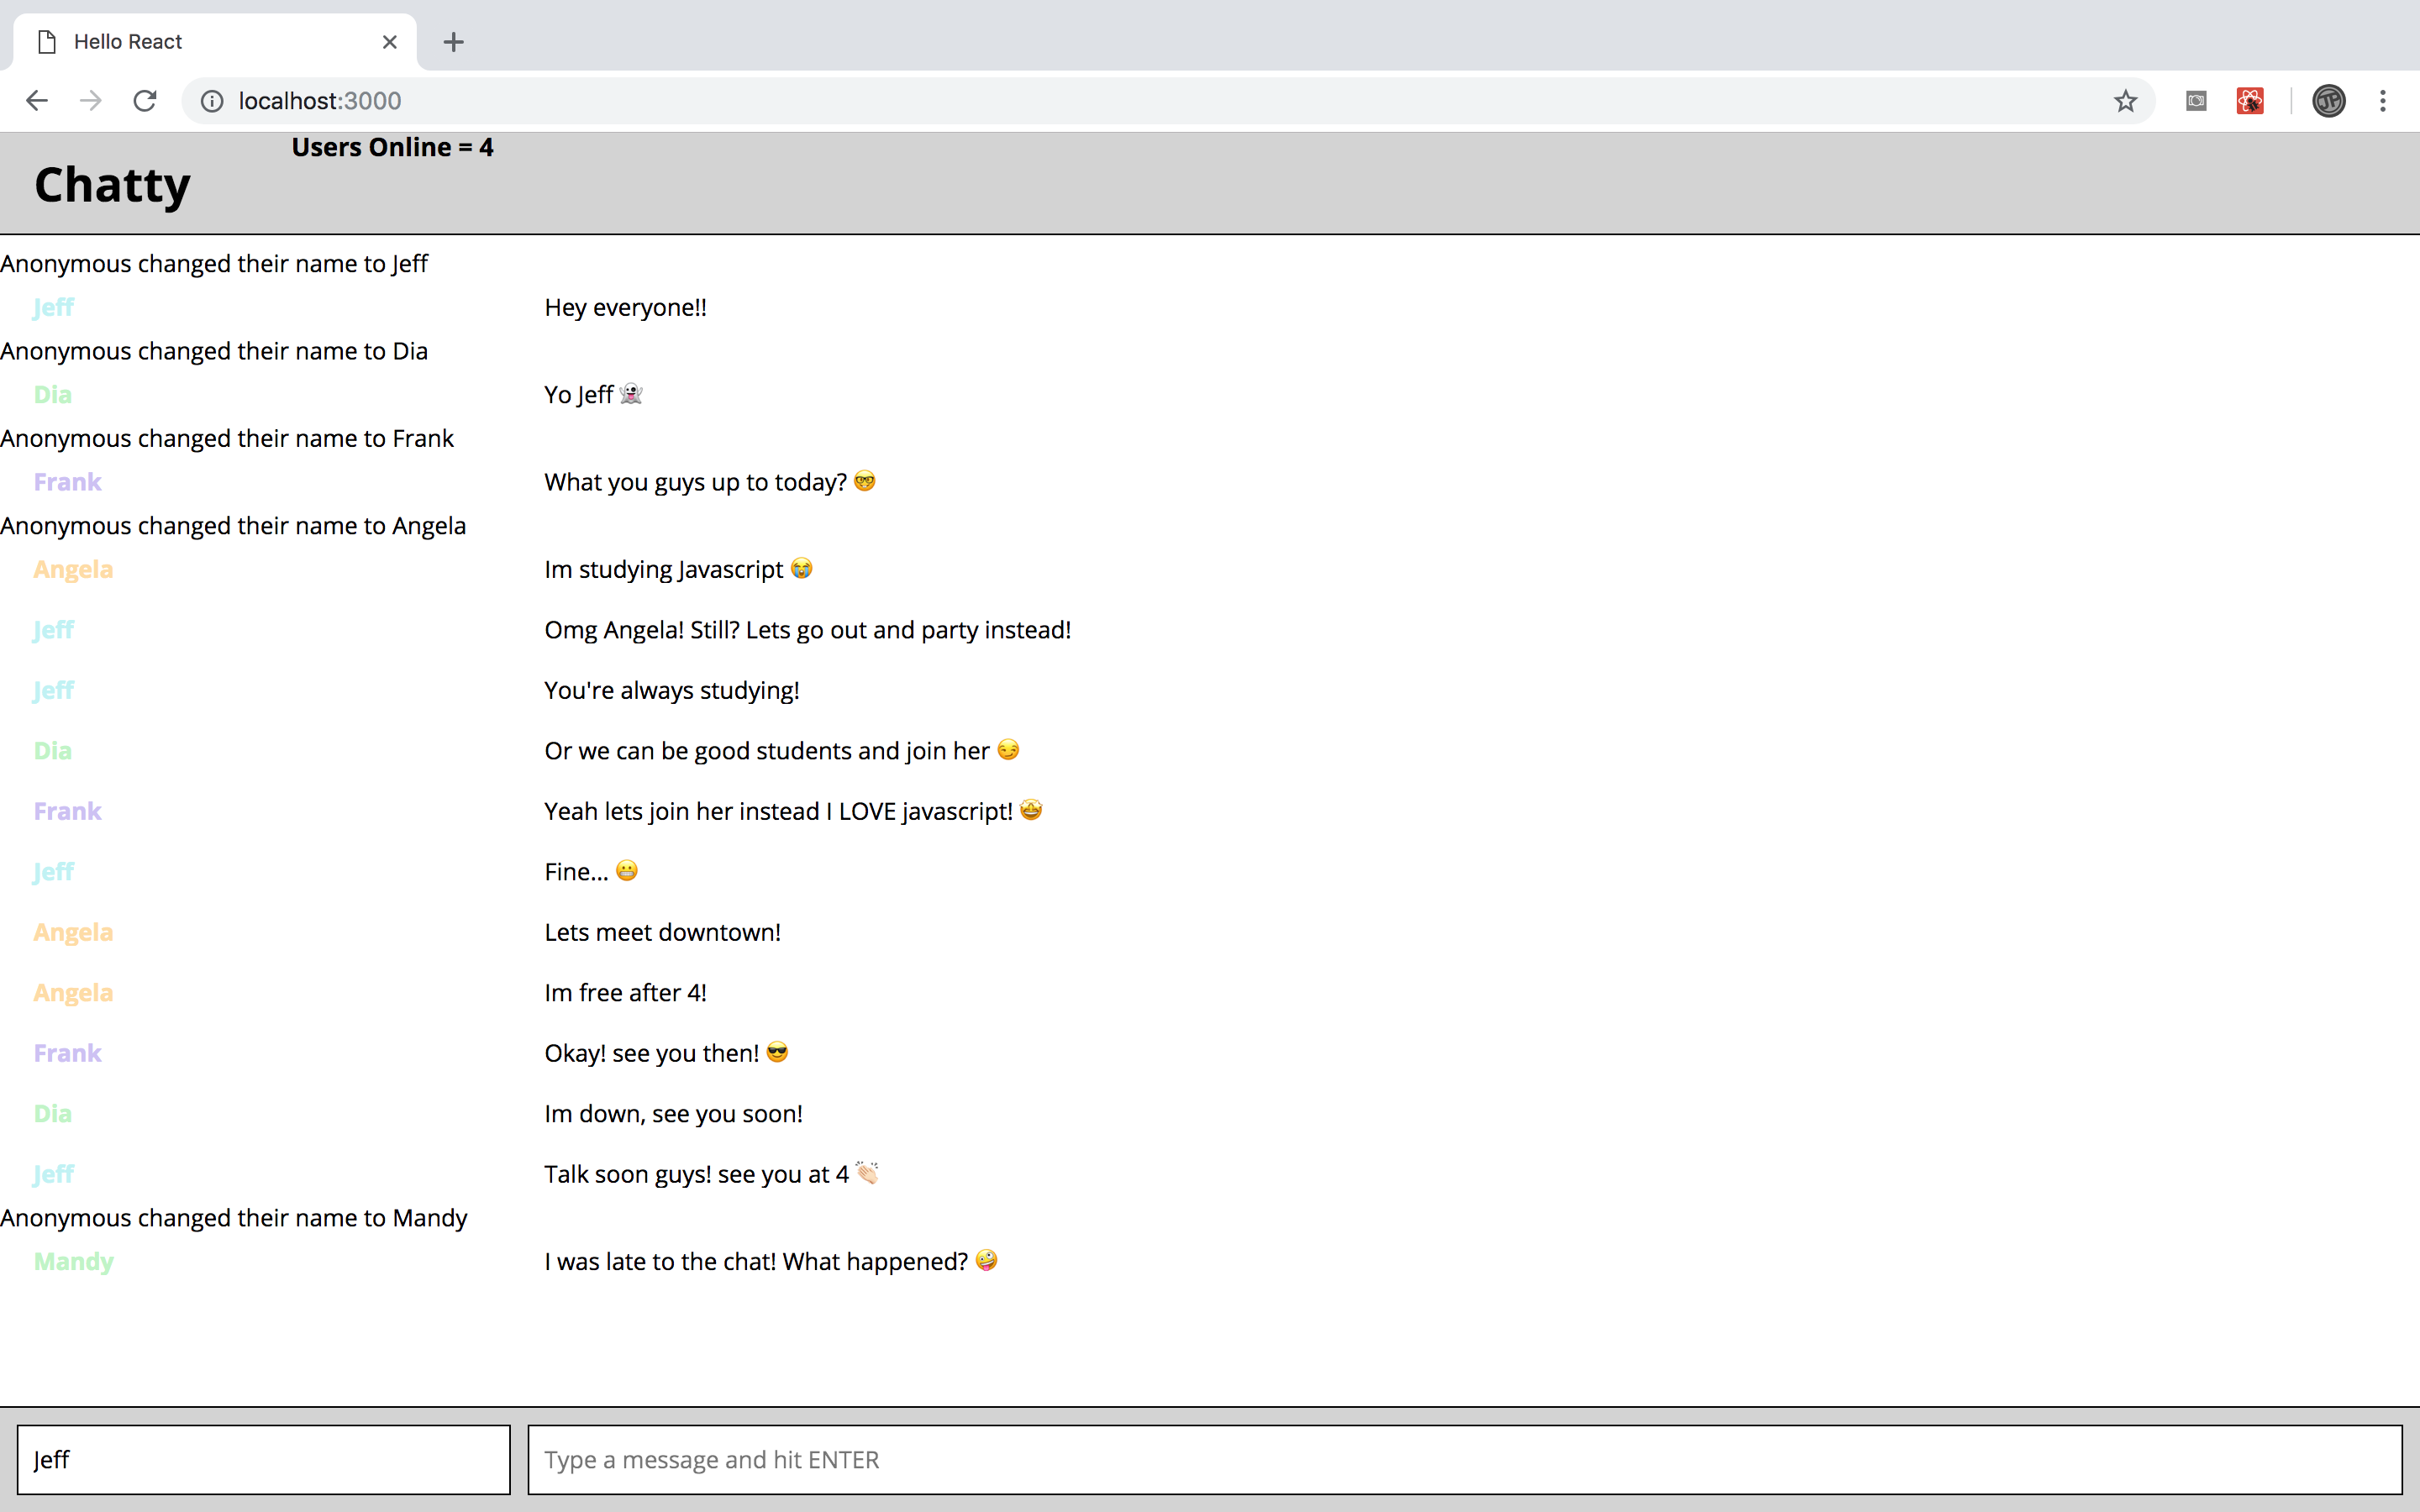 Hello React
localhost:3000
JP
Users Online = 4
Chatty
Anonymous changed their name to Jeff
Jeff Hey everyone!!
Anonymous changed their name to Dia
Dia Yo Jeff 👻
Anonymous changed their name to Frank
Frank What you guys up to today? 🤓
Anonymous changed their name to Angela
Angela Im studying Javascript 😭
Jeff Omg Angela! Still? Lets go out and party instead!
Jeff You're always studying!
Dia Or we can be good students and join her 😏
Frank Yeah lets join her instead I LOVE javascript! 🤩
Jeff Fine... 😬
Angela Lets meet downtown!
Angela Im free after 4!
Frank Okay! see you then! 😎
Dia Im down, see you soon!
Jeff Talk soon guys! see you at 4 👏🏻
Anonymous changed their name to Mandy
Mandy I was late to the chat! What happened? 🤪
Jeff Type a message and hit ENTER